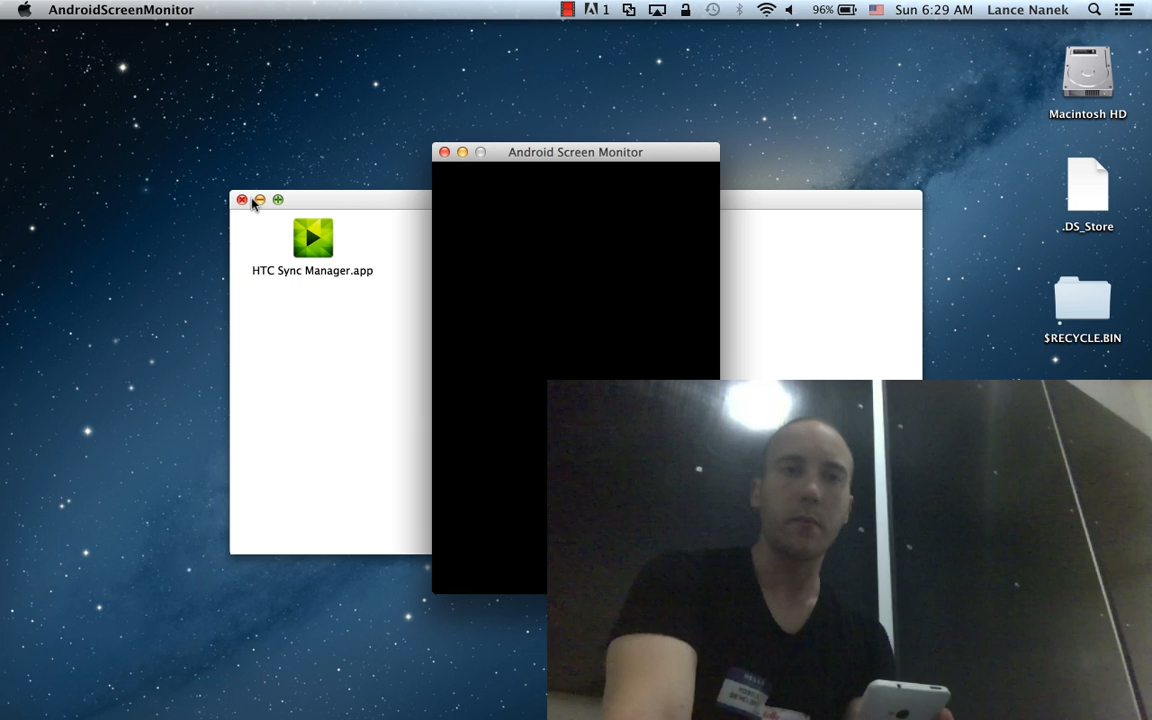 AndroidScreenMonitor
1
96%
Sun 6:29 AM
Lance Nanek
Macintosh HD
Android Screen Monitor
.DS_Store
HTC Sync Manager.app
$RECYCLE.BIN